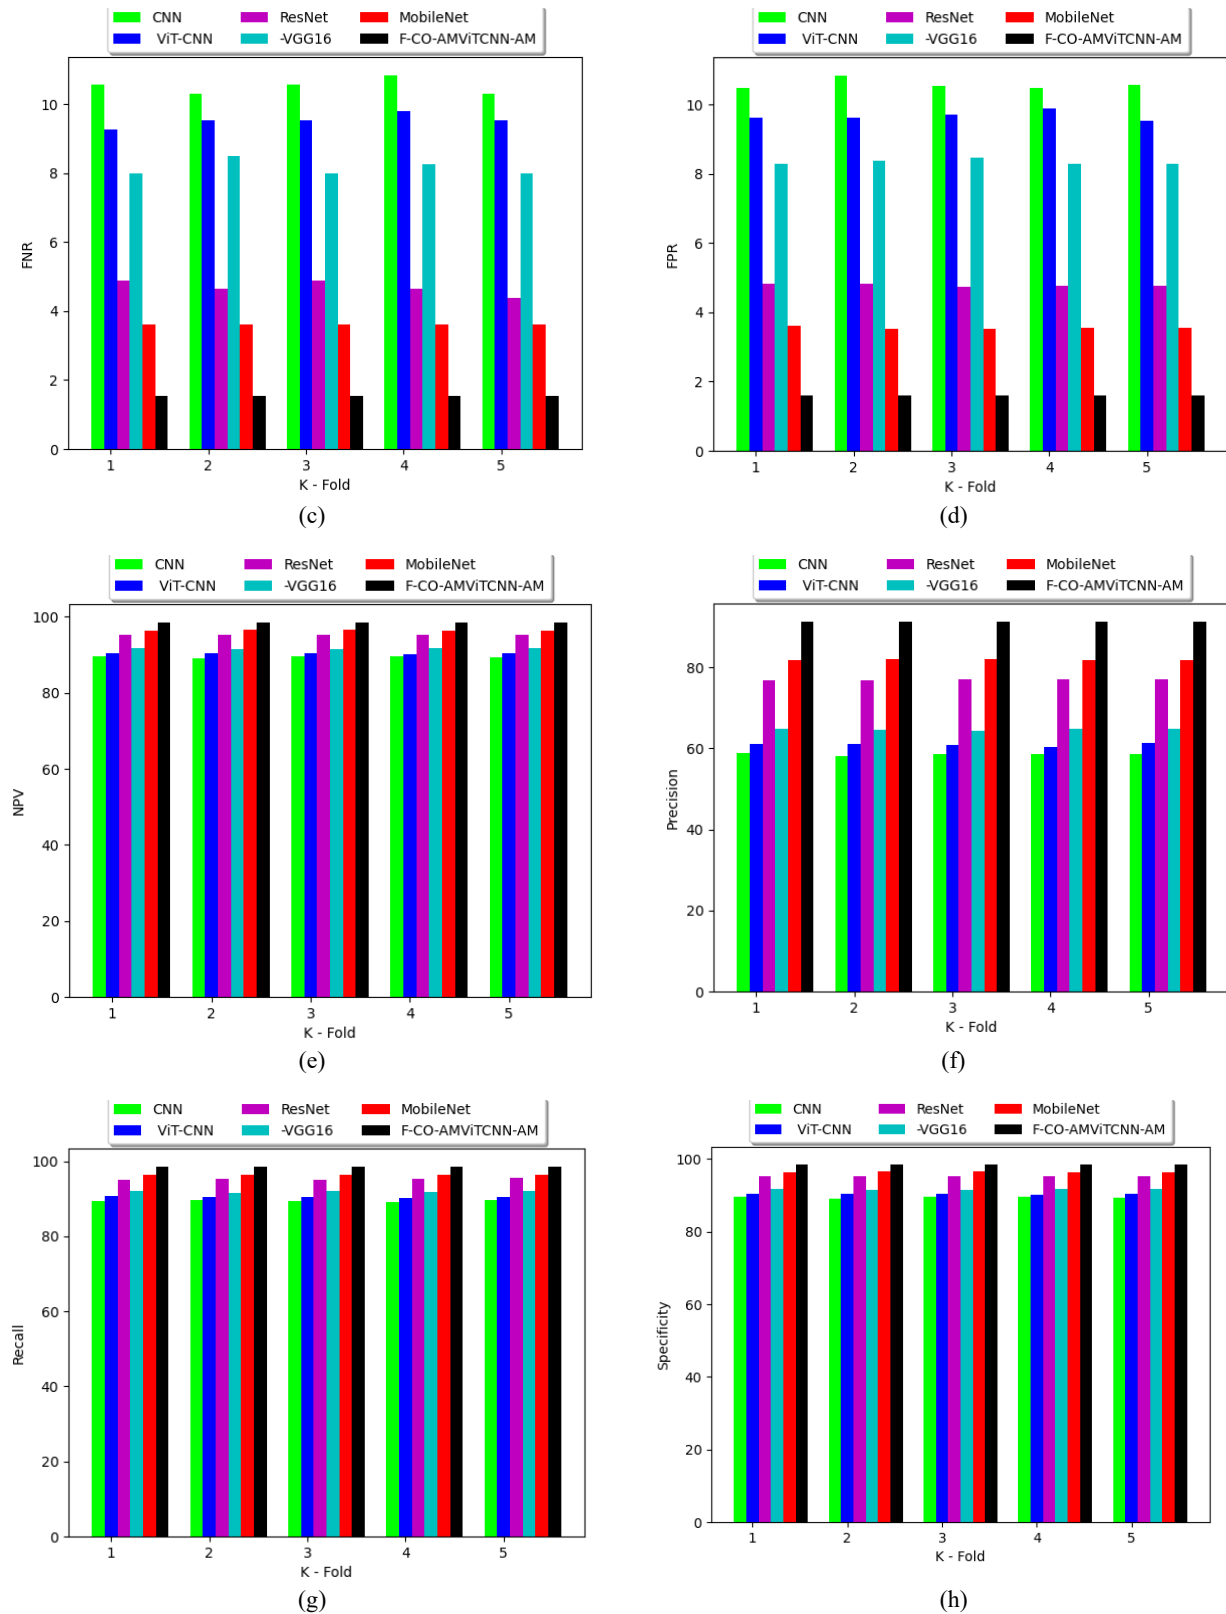 CNN ResNet MobileNet
ViT-CNN -VGG16 F-CO-AMViTCNN-AM
10
8
6
4
2
0
FNR
1 2 3 4 5
K - Fold
(c)
CNN ResNet MobileNet
ViT-CNN -VGG16 F-CO-AMViTCNN-AM
10
8
6
4
2
0
FPR
1 2 3 4 5
K - Fold
(d)
CNN ResNet MobileNet
ViT-CNN -VGG16 F-CO-AMViTCNN-AM
100
80
60
40
20
0
NPV
1 2 3 4 5
K - Fold
(e)
CNN ResNet MobileNet
ViT-CNN -VGG16 F-CO-AMViTCNN-AM
80
60
40
20
0
Precision
1 2 3 4 5
K - Fold
(f)
CNN ResNet MobileNet
ViT-CNN -VGG16 F-CO-AMViTCNN-AM
100
80
60
40
20
0
Recall
1 2 3 4 5
K - Fold
(g)
CNN ResNet MobileNet
ViT-CNN -VGG16 F-CO-AMViTCNN-AM
100
80
60
40
20
0
Specificity
1 2 3 4 5
K - Fold
(h)